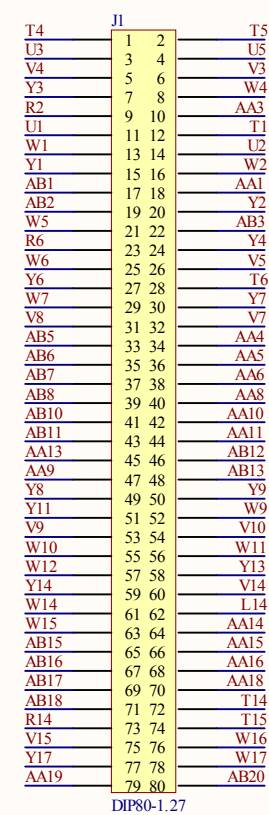 J1
T4 1 2 T5
U3 3 4 U5
V4 5 6 V3
Y3 7 8 W4
R2 9 10 AA3
U1 11 12 T1
W1 13 14 U2
Y1 15 16 W2
AB1 17 18 AA1
AB2 19 20 Y2
W5 21 22 AB3
R6 23 24 Y4
W6 25 26 V5
Y6 27 28 T6
W7 29 30 Y7
V8 31 32 V7
AB5 33 34 AA4
AB6 35 36 AA5
AB7 37 38 AA6
AB8 39 40 AA8
AB10 41 42 AA10
AB11 43 44 AA11
AA13 45 46 AB12
AA9 47 48 AB13
Y8 49 50 Y9
Y11 51 52 W9
V9 53 54 V10
W10 55 56 W11
W12 57 58 Y13
Y14 59 60 V14
W14 61 62 L14
W15 63 64 AA14
AB15 65 66 AA15
AB16 67 68 AA16
AB17 69 70 AA18
AB18 71 72 T14
R14 73 74 T15
V15 75 76 W16
Y17 77 78 W17
AA19 79 80 AB20
DIP80-1.27